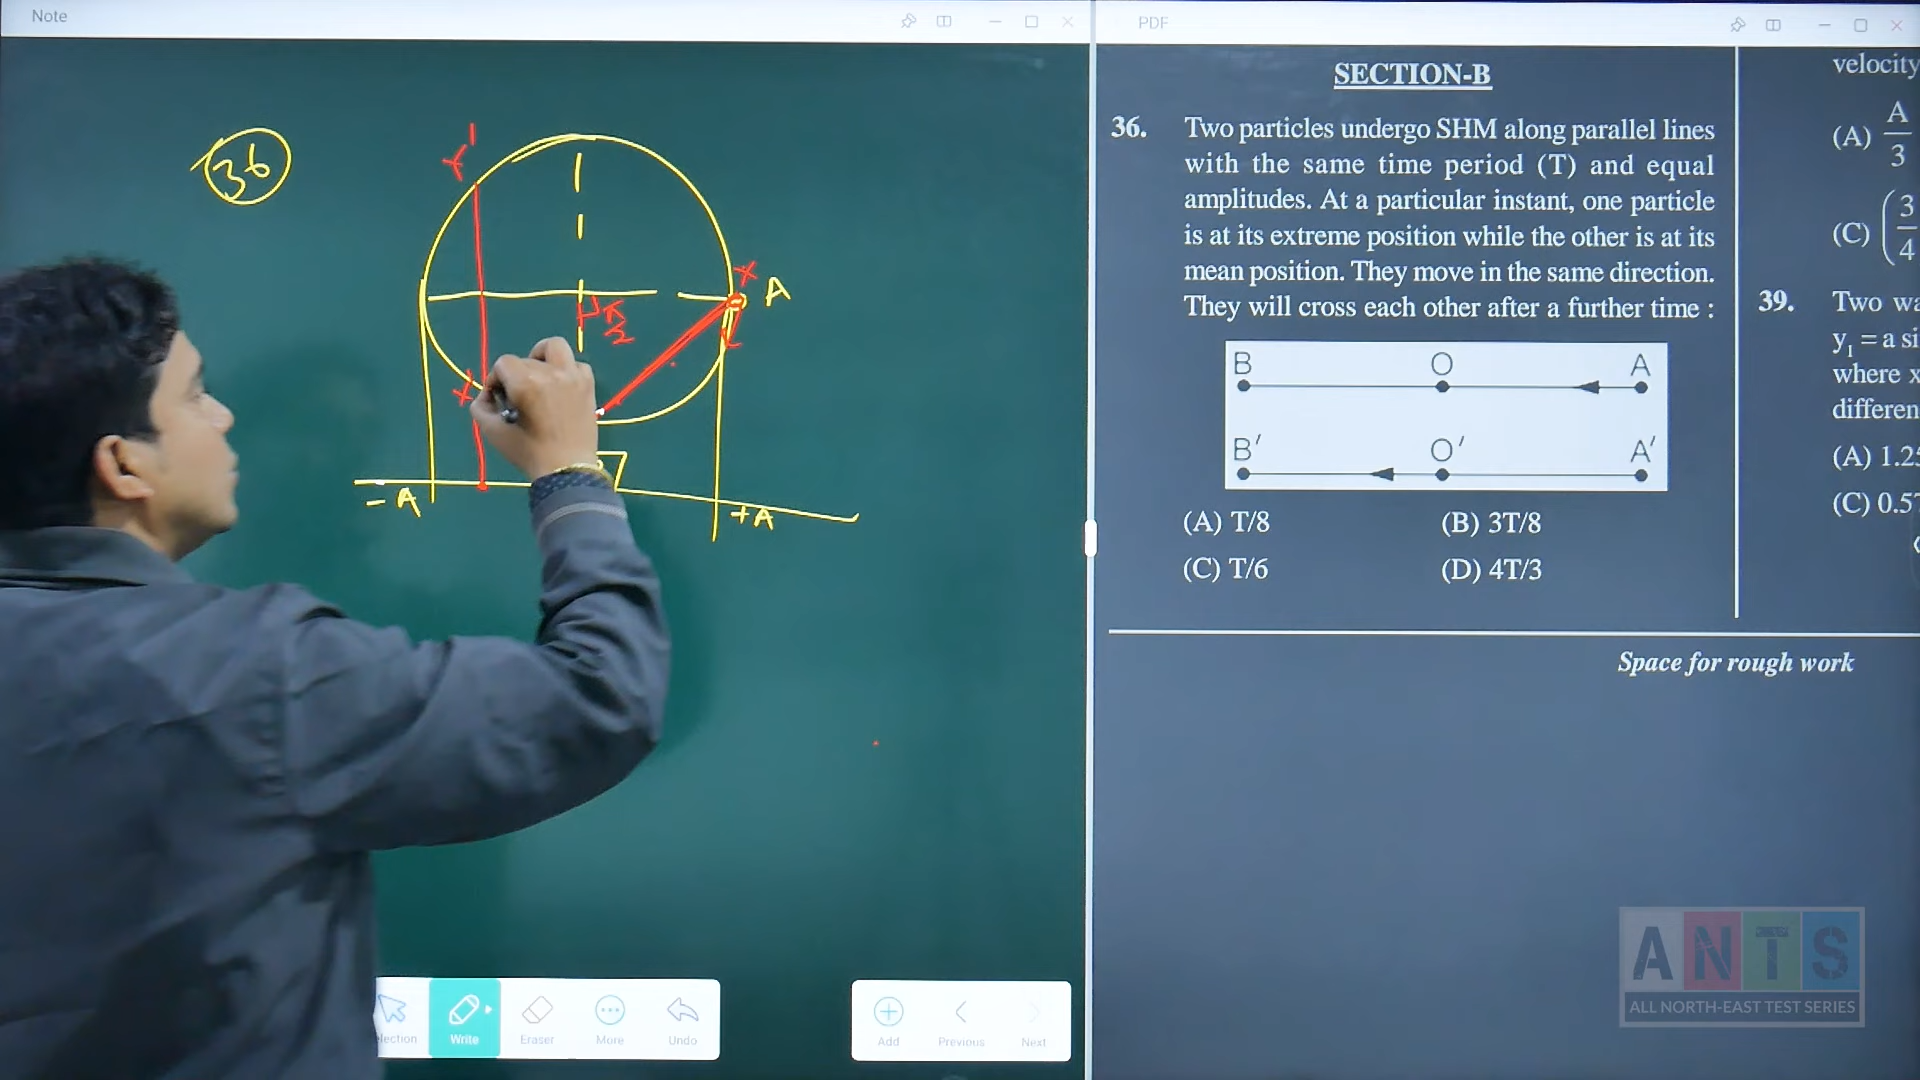 Note
36
Y'
X
A
π/2
X
- A
+A
Selection
Write
Eraser
More
Undo
Add
Previous
Next
PDF
SECTION-B
36. Two particles undergo SHM along parallel lines
with the same time period (T) and equal
amplitudes. At a particular instant, one particle
is at its extreme position while the other is at its
mean position. They move in the same direction.
They will cross each other after a further time :
B O A
B' O' A'
(A) T/8 (B) 3T/8
(C) T/6 (D) 4T/3
velocity
(A) A/3
(C) (3/4
39. Two wa
y1 = a si
where x
differen
(A) 1.25
(C) 0.57
Space for rough work
ANTS
ALL NORTH-EAST TEST SERIES